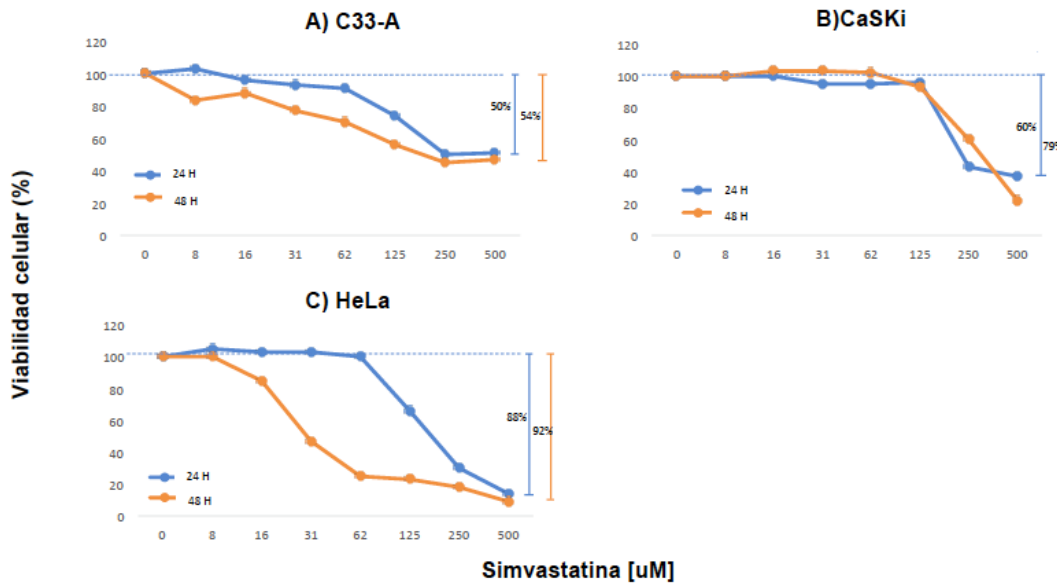 A) C33-A
120
100
80
60
40
20
0
50%
54%
24 H
48 H
0 8 16 31 62 125 250 500
B)CaSKi
120
100
80
60
40
20
0
60%
79%
24 H
48 H
0 8 16 31 62 125 250 500
Viabilidad celular (%)
C) HeLa
120
100
80
60
40
20
0
88%
92%
24 H
48 H
0 8 16 31 62 125 250 500
Simvastatina [uM]